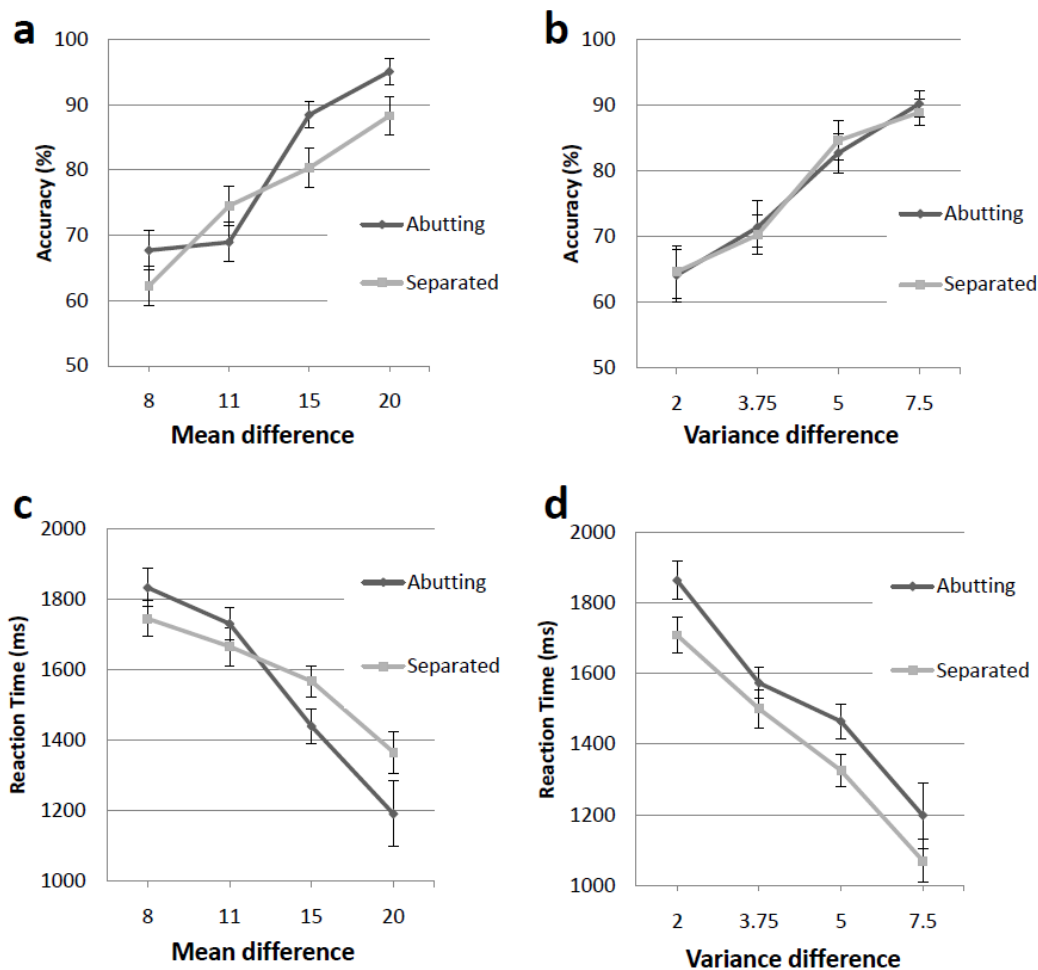 a
100
90
80
70
60
50
Accuracy (%)
Abutting
Separated
8 11 15 20
Mean difference
b
100
90
80
70
60
50
Accuracy (%)
Abutting
Separated
2 3.75 5 7.5
Variance difference
c
2000
1800
1600
1400
1200
1000
Reaction Time (ms)
Abutting
Separated
8 11 15 20
Mean difference
d
2000
1800
1600
1400
1200
1000
Reaction Time (ms)
Abutting
Separated
2 3.75 5 7.5
Variance difference